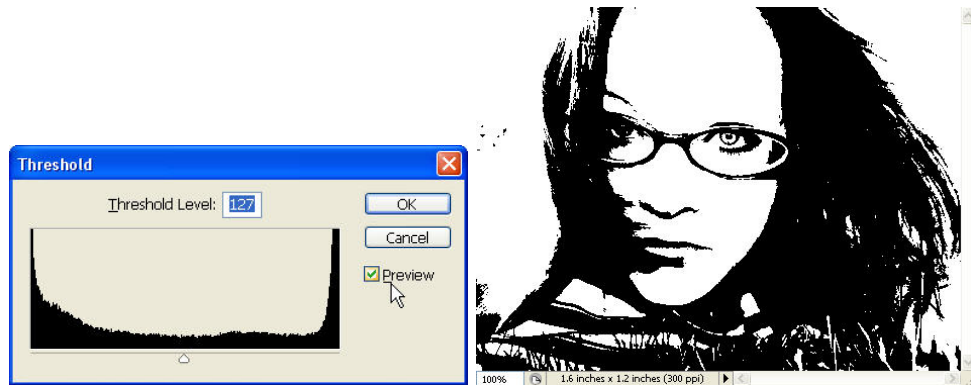 Threshold
Threshold Level: 127
OK
Cancel
Preview
100%
1.6 inches x 1.2 inches (300 ppi)